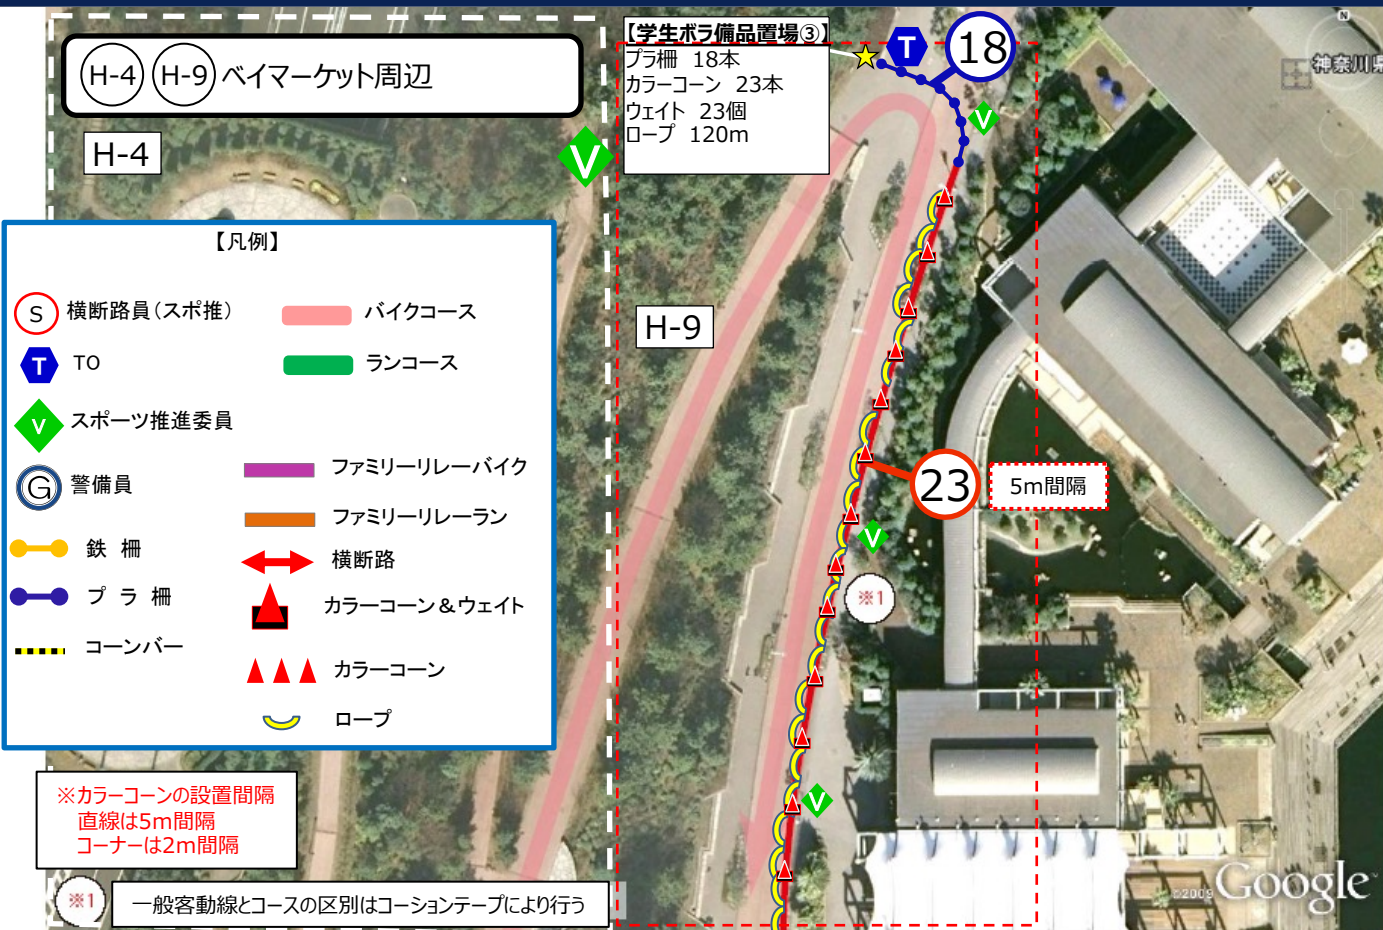 H-4 H-9 ベイマーケット周辺
H-4
【学生ボラ備品置場③】
プラ柵 18本
カラーコーン 23本
ウェイト 23個
ロープ 120m
T
18
V
V
N
神奈川県
【凡例】
S 横断路員(スポ推)
バイクコース
T TO
ランコース
V スポーツ推進委員
G 警備員
ファミリーリレーバイク
ファミリーリレーラン
鉄 柵
横断路
プ ラ 柵
カラーコーン&ウェイト
コーンバー
カラーコーン
ロープ
H-9
23
5m間隔
V
※1
V
※カラーコーンの設置間隔
直線は5m間隔
コーナーは2m間隔
※1 一般客動線とコースの区別はコーションテープにより行う
©2009 Google